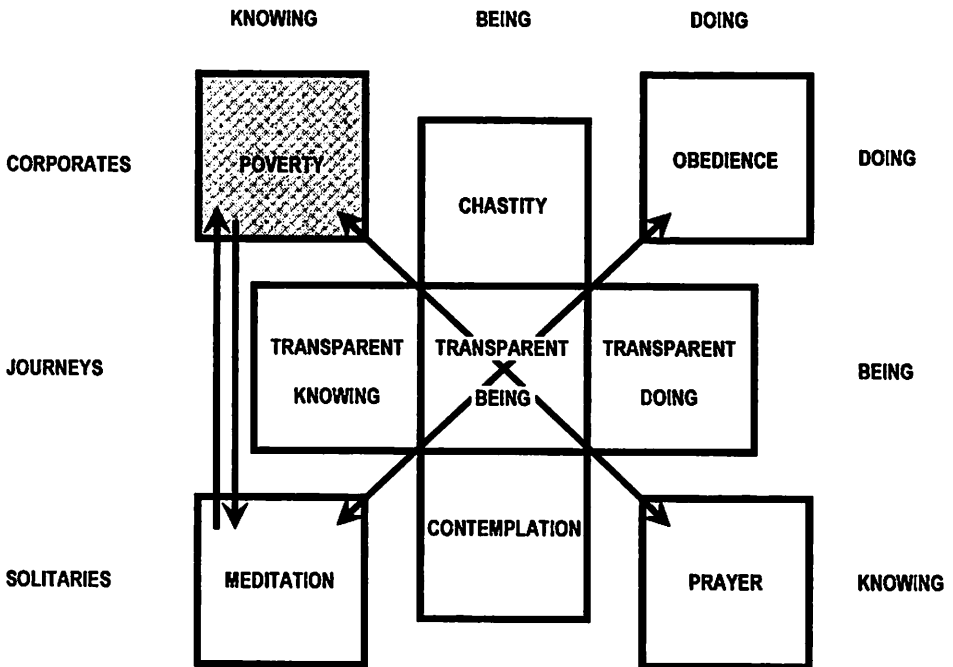 KNOWING BEING DOING
CORPORATES POVERTY OBEDIENCE DOING
CHASTITY
JOURNEYS
TRANSPARENT TRANSPARENT TRANSPARENT
KNOWING BEING DOING
BEING
CONTEMPLATION
SOLITARIES MEDITATION PRAYER KNOWING